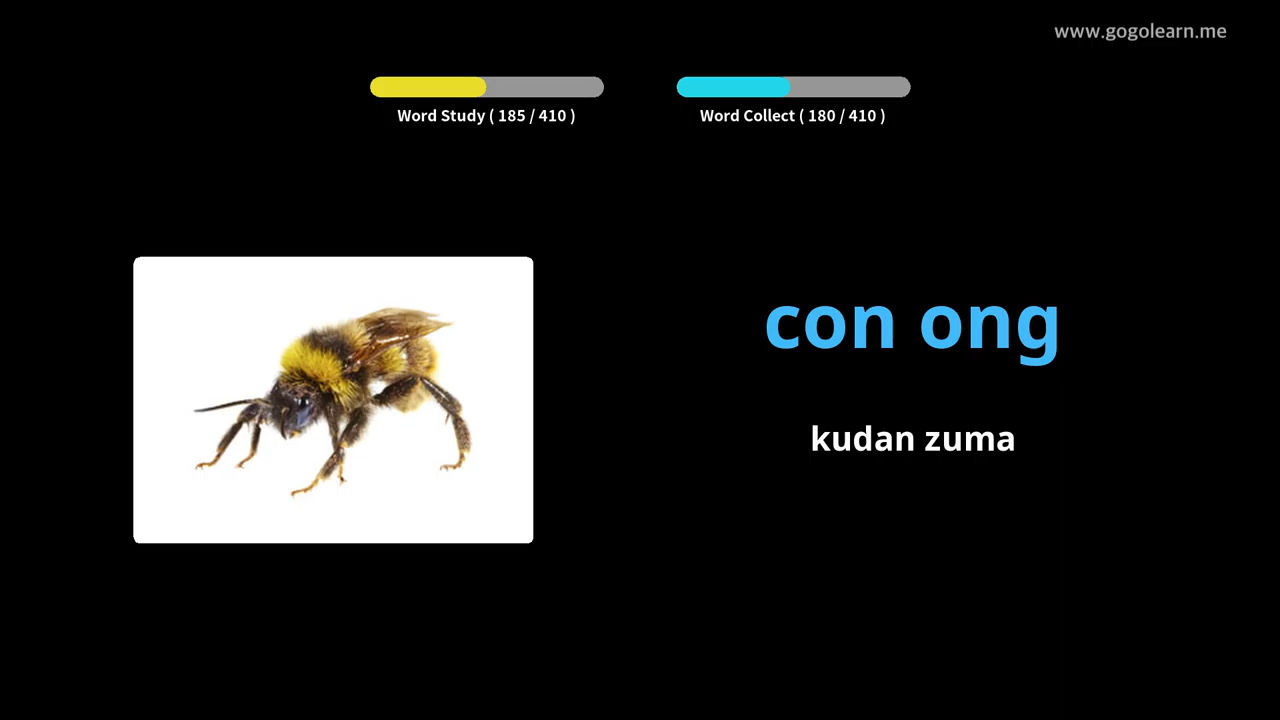 www.gogolearn.me
Word Study ( 185 / 410 )
Word Collect ( 180 / 410 )
con ong
kudan zuma